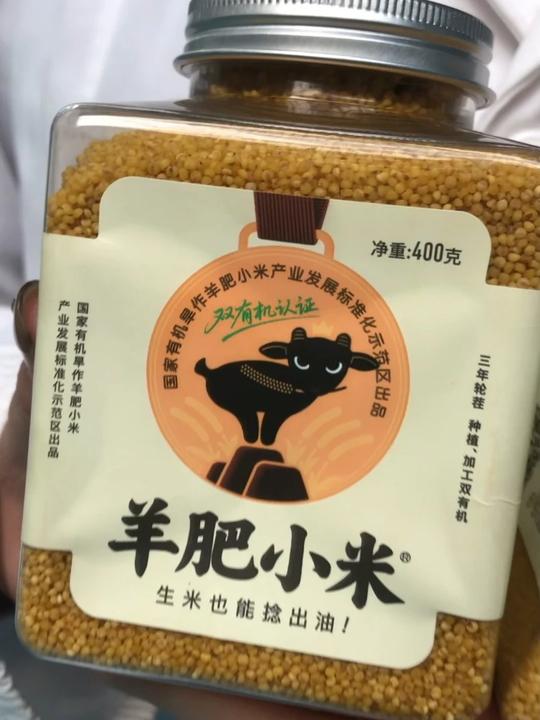 净重:400克
国家有机旱作羊肥小米产业发展标准化示范区出品
双有机认证
国家有机旱作羊肥小米
产业发展标准化示范区出品
三年轮茬 种植、加工双有机
羊肥小米®
生米也能捻出油!